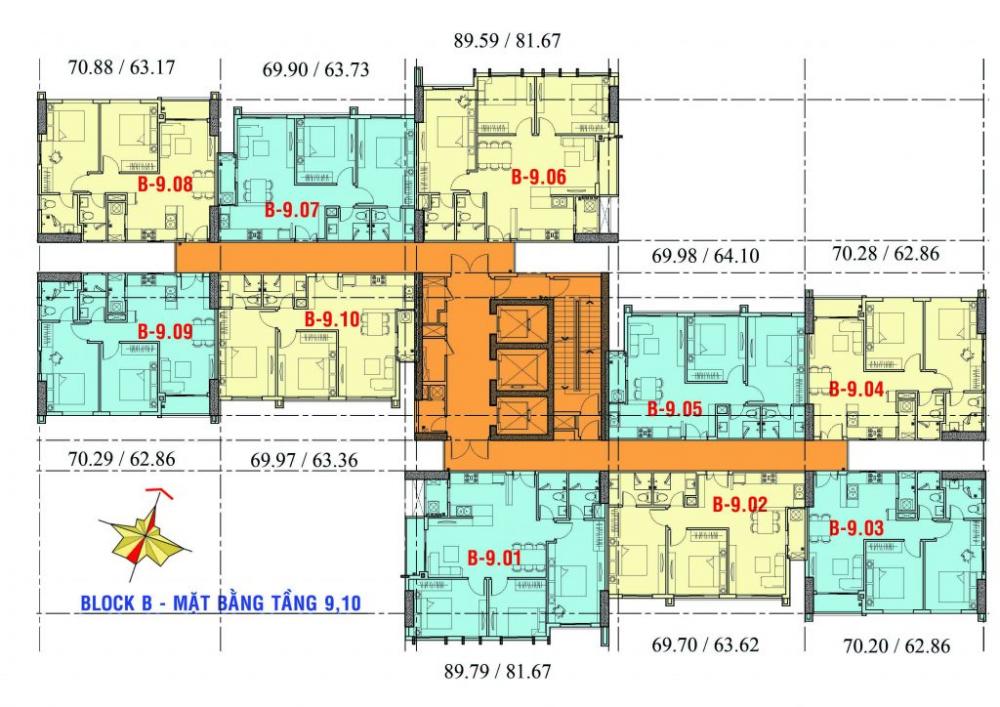 89.59 / 81.67
70.88 / 63.17
69.90 / 63.73
B-9.08
B-9.07
B-9.06
69.98 / 64.10
70.28 / 62.86
B-9.09
B-9.10
B-9.05
B-9.04
70.29 / 62.86
69.97 / 63.36
B-9.01
B-9.02
B-9.03
BLOCK B - MẶT BẰNG TẦNG 9,10
69.70 / 63.62
70.20 / 62.86
89.79 / 81.67